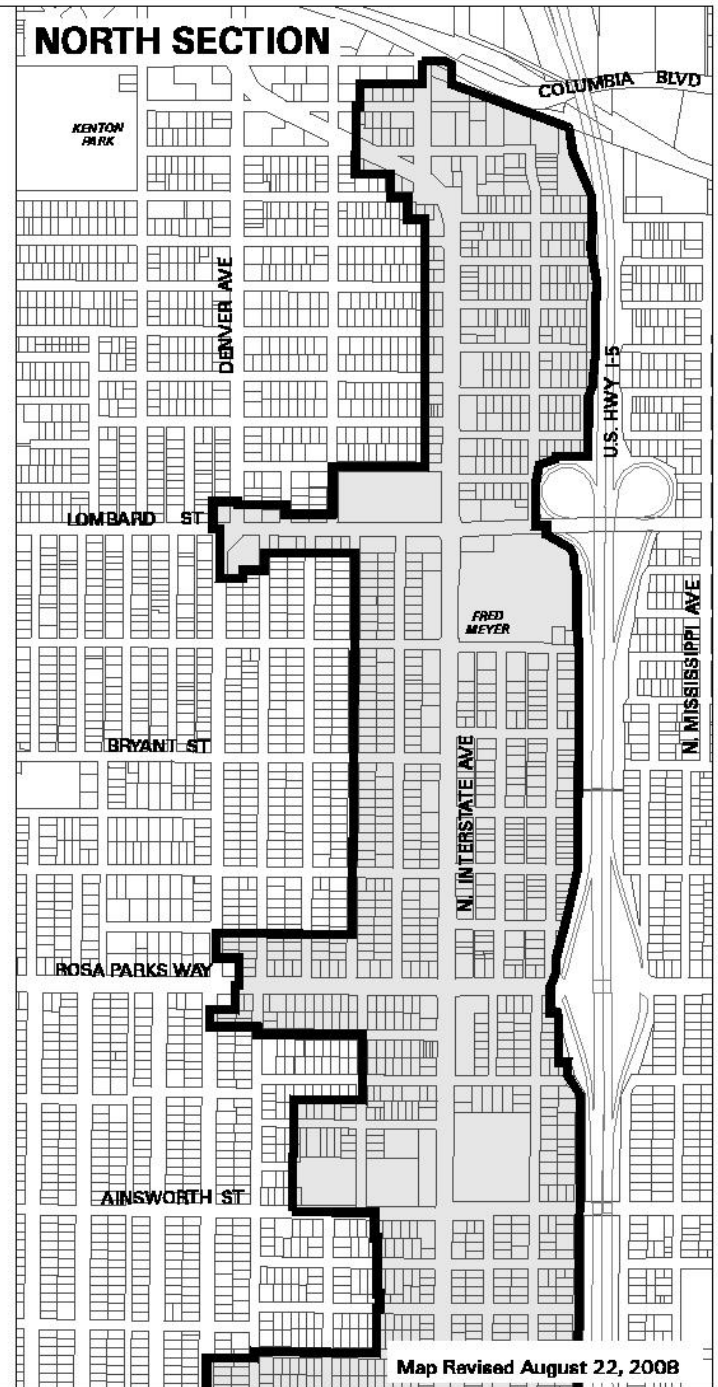 NORTH SECTION
COLUMBIA BLVD
KENTON
PARK
DENVER AVE
U.S. HWY I-5
LOMBARD ST
FRED
MEYER
N. MISSISSIPPI AVE
BRYANT ST
N. INTERSTATE AVE
ROSA PARKS WAY
AINSWORTH ST
Map Revised August 22, 2008